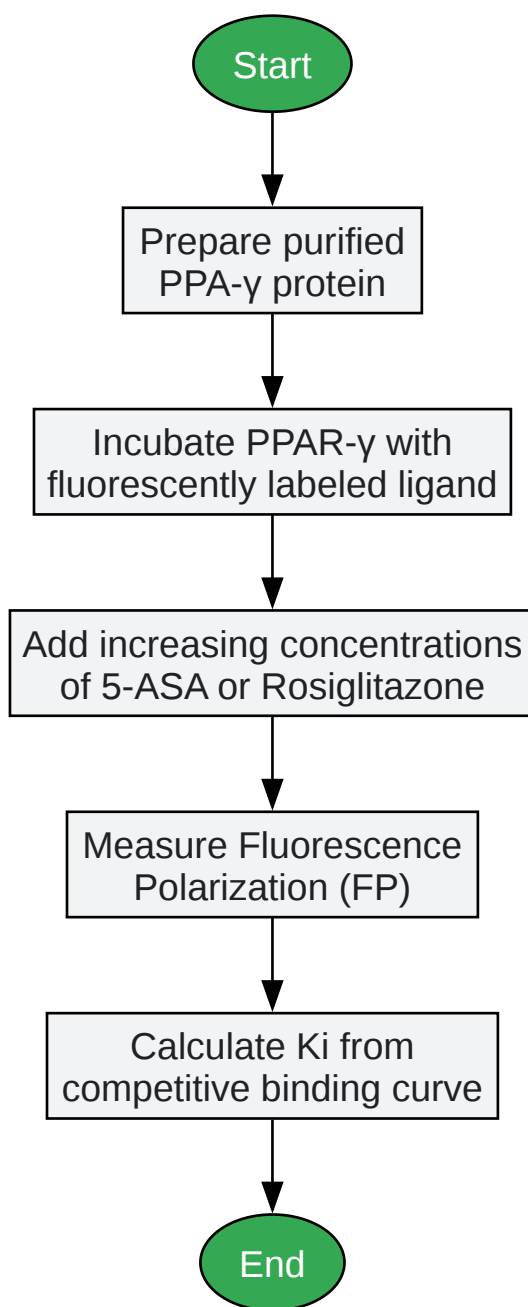 Start
Prepare purified
PPA-γ protein
Incubate PPAR-γ with
fluorescently labeled ligand
Add increasing concentrations
of 5-ASA or Rosiglitazone
Measure Fluorescence
Polarization (FP)
Calculate Ki from
competitive binding curve
End